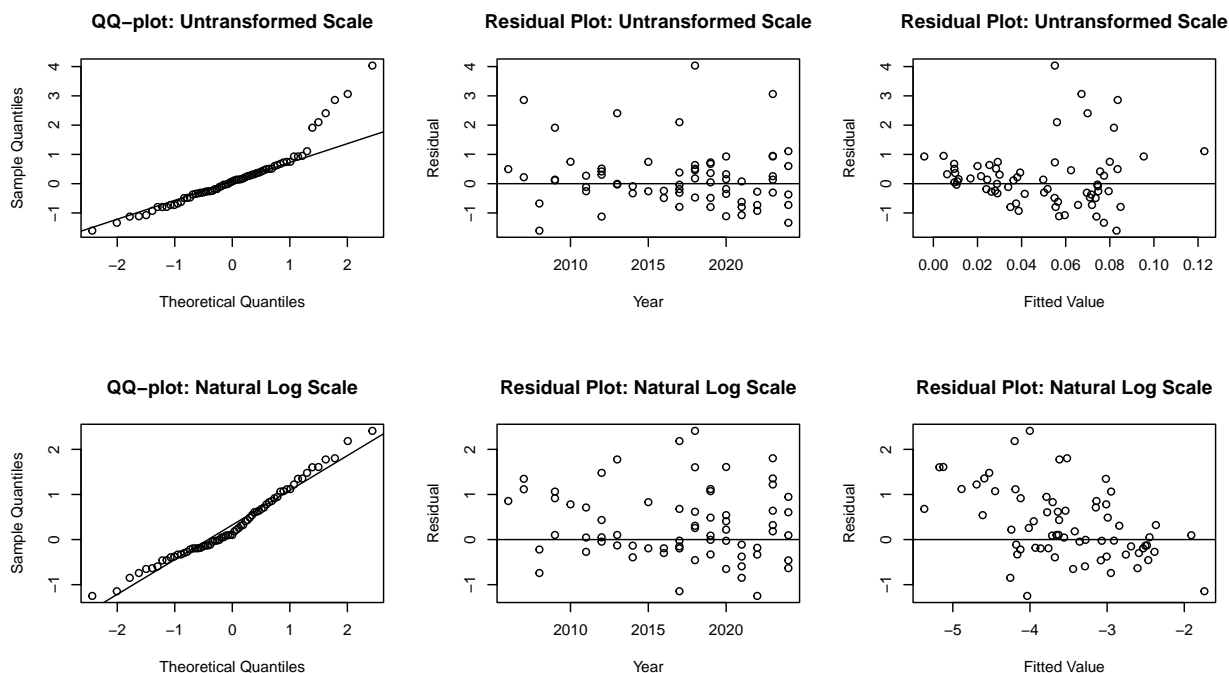 QQ−plot: Untransformed Scale
Sample Quantiles
4
3
2
1
0
−1
−2 −1 0 1 2
Theoretical Quantiles
Residual Plot: Untransformed Scale
Residual
4
3
2
1
0
−1
2010 2015 2020
Year
Residual Plot: Untransformed Scale
Residual
4
3
2
1
0
−1
0.00 0.02 0.04 0.06 0.08 0.10 0.12
Fitted Value
QQ−plot: Natural Log Scale
Sample Quantiles
2
1
0
−1
−2 −1 0 1 2
Theoretical Quantiles
Residual Plot: Natural Log Scale
Residual
2
1
0
−1
2010 2015 2020
Year
Residual Plot: Natural Log Scale
Residual
2
1
0
−1
−5 −4 −3 −2
Fitted Value